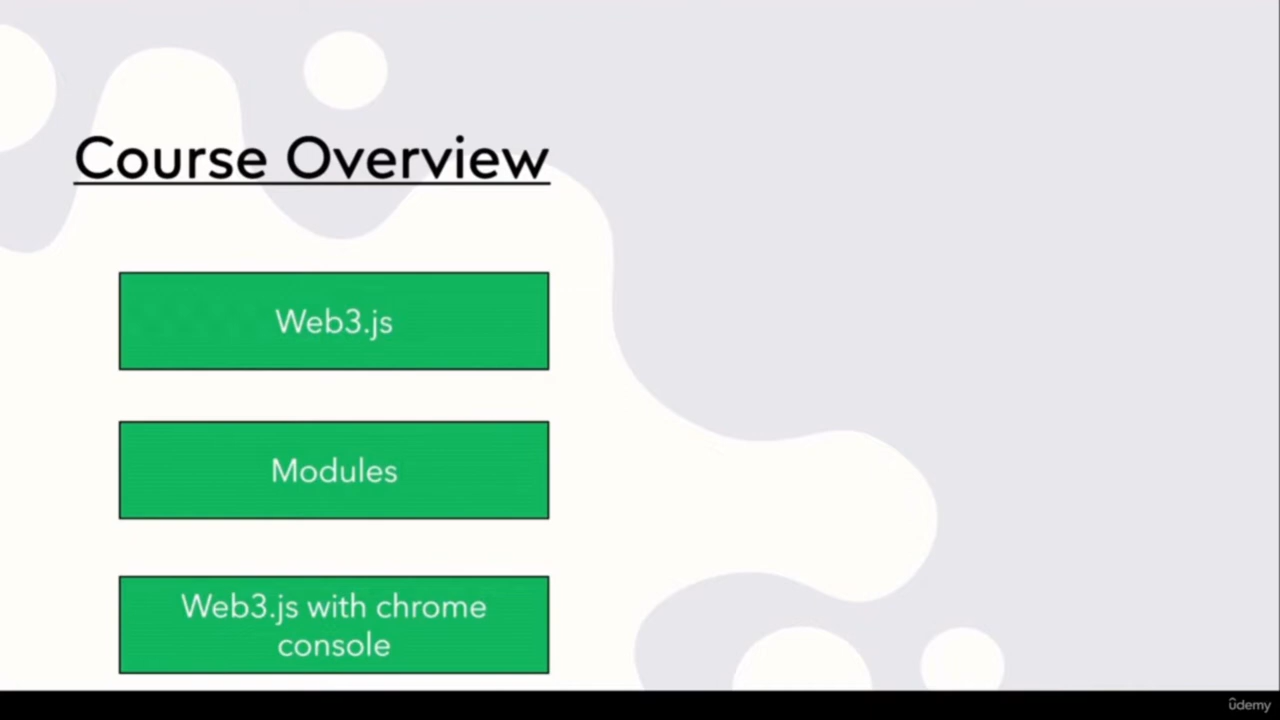 Course Overview
Web3.js
Modules
Web3.js with chrome
console
ûdemy